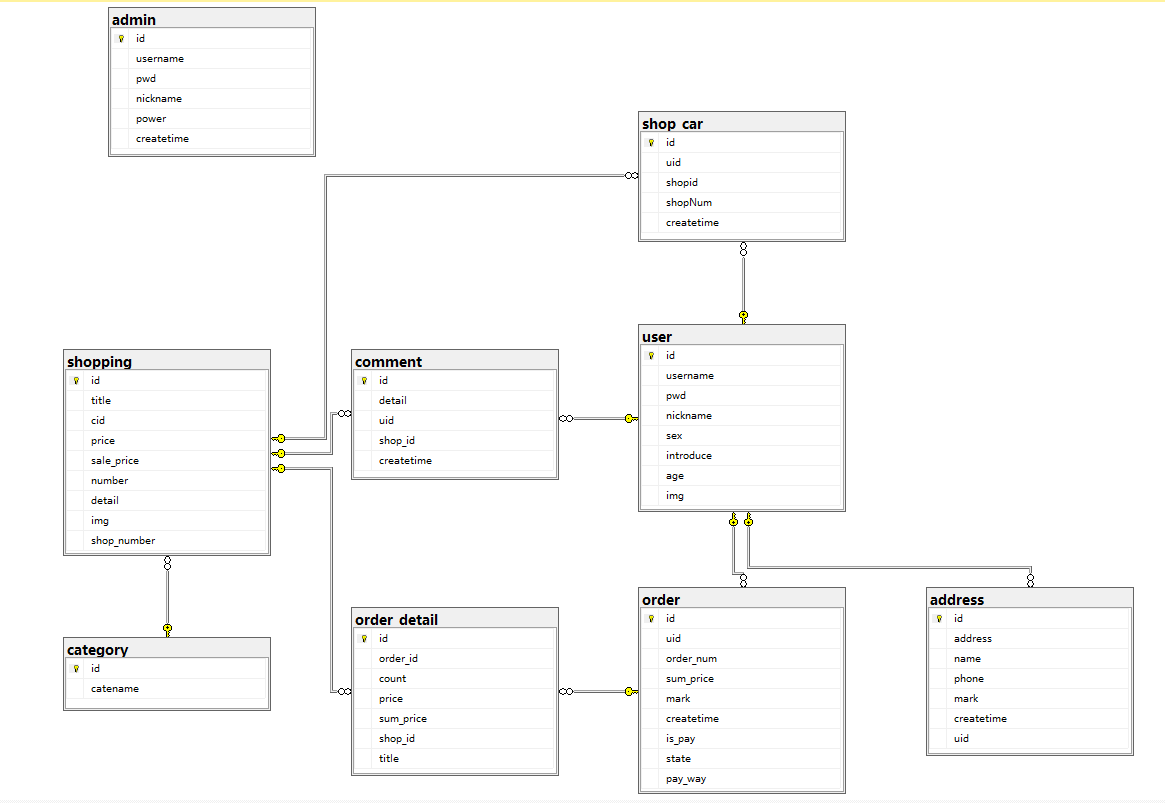 admin
id
username
pwd
nickname
power
createtime
shop_car
id
uid
shopid
shopNum
createtime
shopping
id
title
cid
price
sale_price
number
detail
img
shop_number
comment
id
detail
uid
shop_id
createtime
user
id
username
pwd
nickname
sex
introduce
age
img
category
id
catename
order_detail
id
order_id
count
price
sum_price
shop_id
title
order
id
uid
order_num
sum_price
mark
createtime
is_pay
state
pay_way
address
id
address
name
phone
mark
createtime
uid